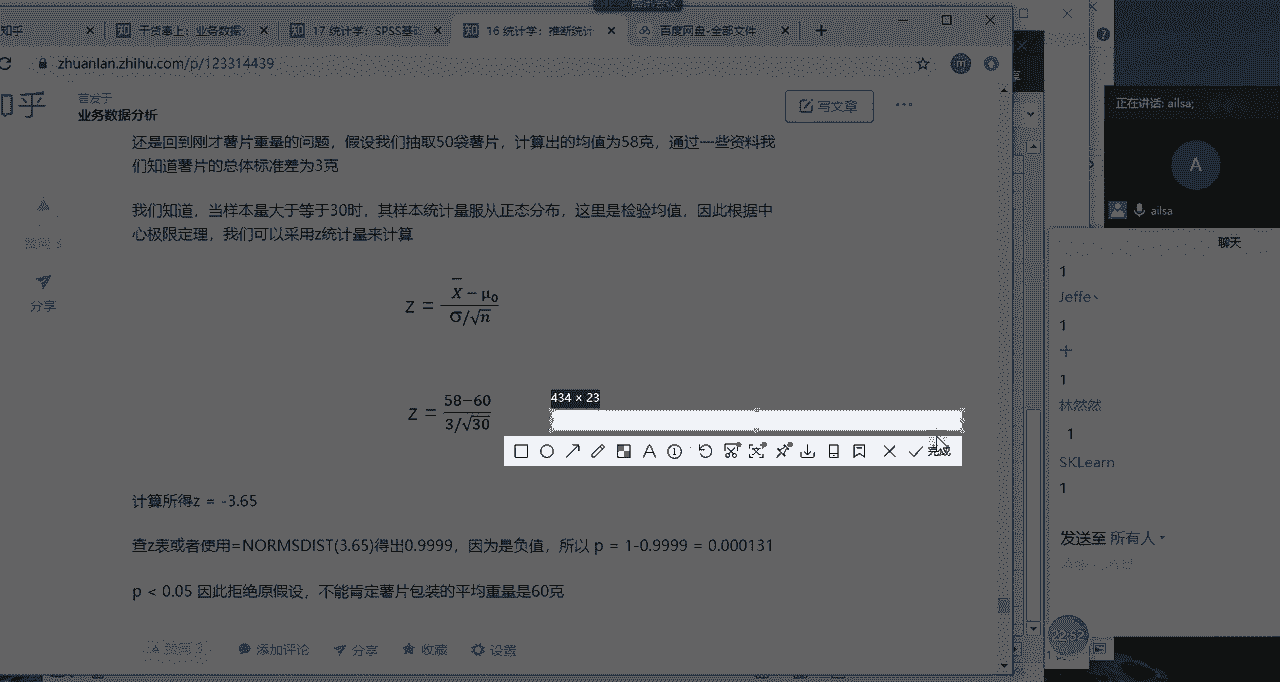 知乎
干货奉上：业务数据
17 统计学：SPSS基
16 统计学：推断统计
百度网盘-全部文件
zhuanlan.zhihu.com/p/123314439
知乎
首发于
业务数据分析
写文章
还是回到刚才薯片重量的问题，假设我们抽取50袋薯片，计算出的均值为58克，通过一些资料我
们知道薯片的总体标准差为3克
我们知道，当样本量大于等于30时，其样本统计量服从正态分布，这里是检验均值，因此根据中
心极限定理，我们可以采用z统计量来计算
赞同 3
分享
z = (X̄ − μ₀) / (σ/√n)
z = (58−60) / (3/√30)
434 × 23
完成
计算所得z = -3.65
查z表或者使用=NORMSDIST(3.65)得出0.9999，因为是负值，所以 p = 1-0.9999 = 0.000131
p < 0.05 因此拒绝原假设，不能肯定薯片包装的平均重量是60克
赞同 3
添加评论
分享
收藏
设置
正在讲话: ailsa;
A
ailsa
聊天
1
Jeffe、
1
十
1
林然然
1
SKLearn
1
发送至 所有人
22:52